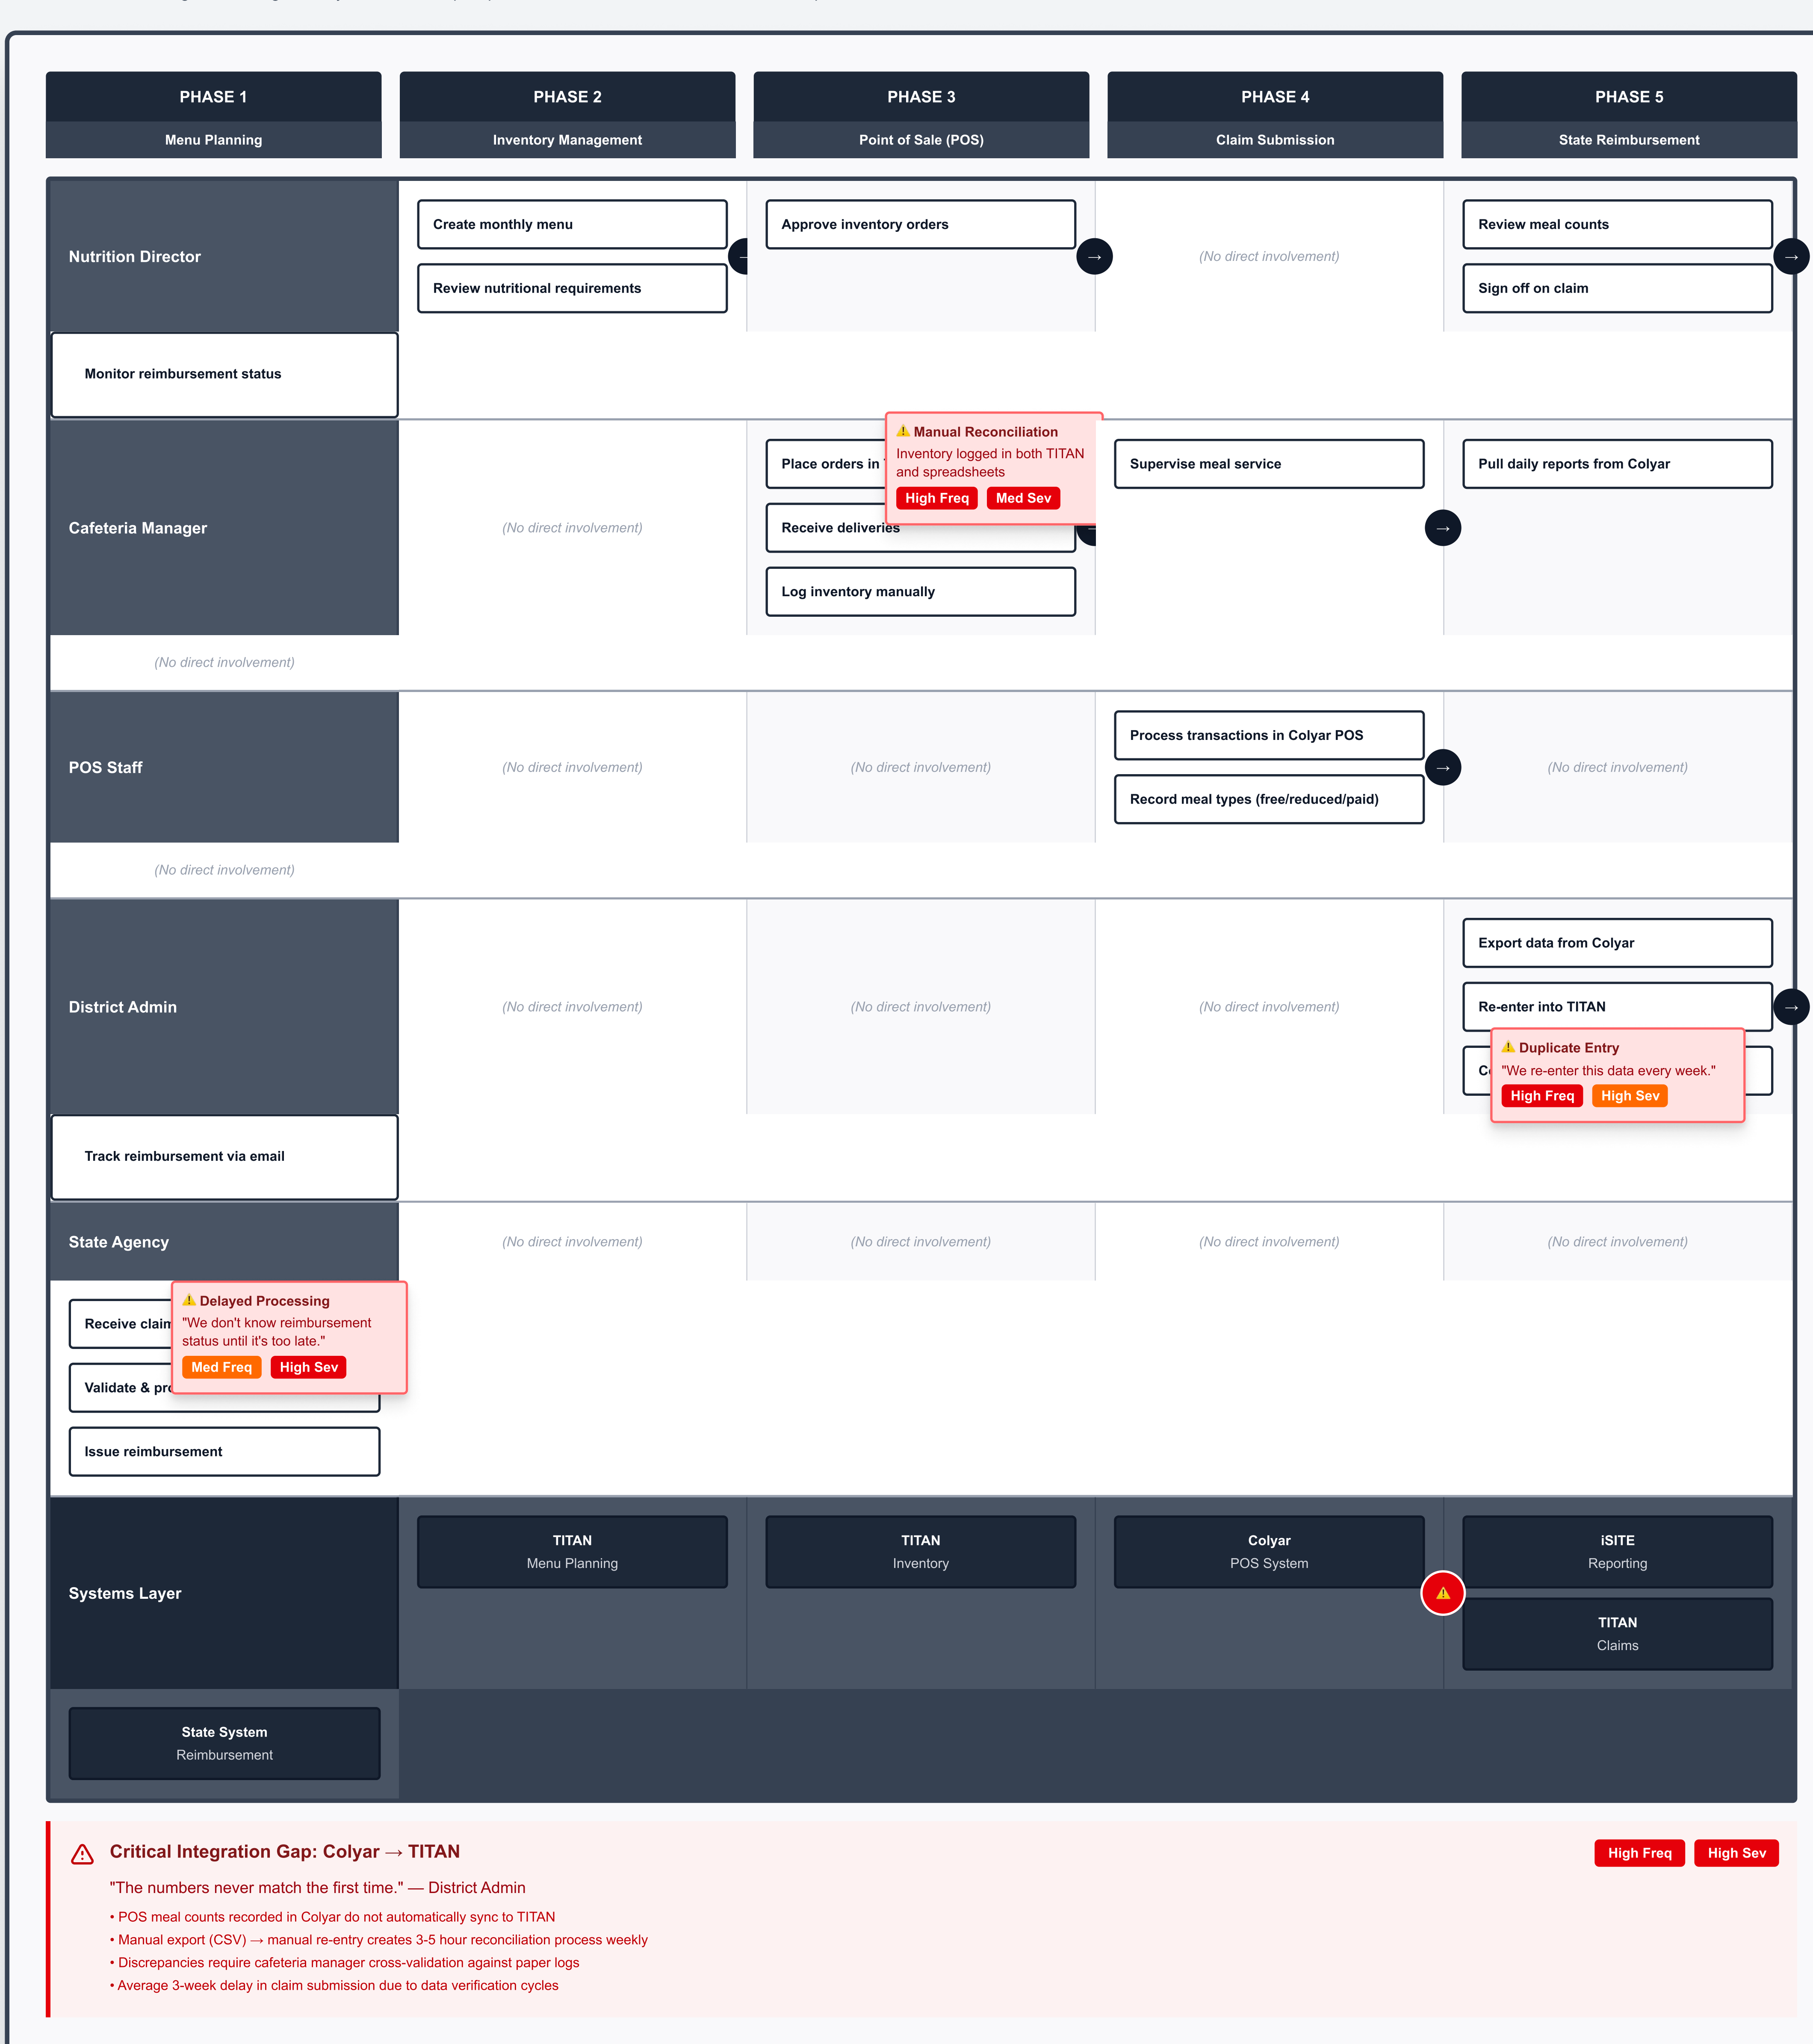 PHASE 1
Menu Planning
PHASE 2
Inventory Management
PHASE 3
Point of Sale (POS)
PHASE 4
Claim Submission
PHASE 5
State Reimbursement
Nutrition Director
Create monthly menu
Review nutritional requirements
→
Approve inventory orders
→
(No direct involvement)
Review meal counts
Sign off on claim
→
Monitor reimbursement status
Cafeteria Manager
(No direct involvement)
Place orders in
Receive deliveries
Log inventory manually
⚠ Manual Reconciliation
Inventory logged in both TITAN
and spreadsheets
High Freq
Med Sev
→
Supervise meal service
→
Pull daily reports from Colyar
(No direct involvement)
POS Staff
(No direct involvement)
(No direct involvement)
Process transactions in Colyar POS
Record meal types (free/reduced/paid)
→
(No direct involvement)
(No direct involvement)
District Admin
(No direct involvement)
(No direct involvement)
(No direct involvement)
Export data from Colyar
Re-enter into TITAN
→
⚠ Duplicate Entry
"We re-enter this data every week."
High Freq
High Sev
Track reimbursement via email
State Agency
(No direct involvement)
(No direct involvement)
(No direct involvement)
(No direct involvement)
Receive claim
Validate &
Issue reimbursement
⚠ Delayed Processing
"We don't know reimbursement
status until it's too late."
Med Freq
High Sev
Systems Layer
TITAN
Menu Planning
TITAN
Inventory
Colyar
POS System
⚠
iSITE
Reporting
TITAN
Claims
State System
Reimbursement
Critical Integration Gap: Colyar → TITAN
High Freq
High Sev
"The numbers never match the first time." — District Admin
• POS meal counts recorded in Colyar do not automatically sync to TITAN
• Manual export (CSV) → manual re-entry creates 3-5 hour reconciliation process weekly
• Discrepancies require cafeteria manager cross-validation against paper logs
• Average 3-week delay in claim submission due to data verification cycles